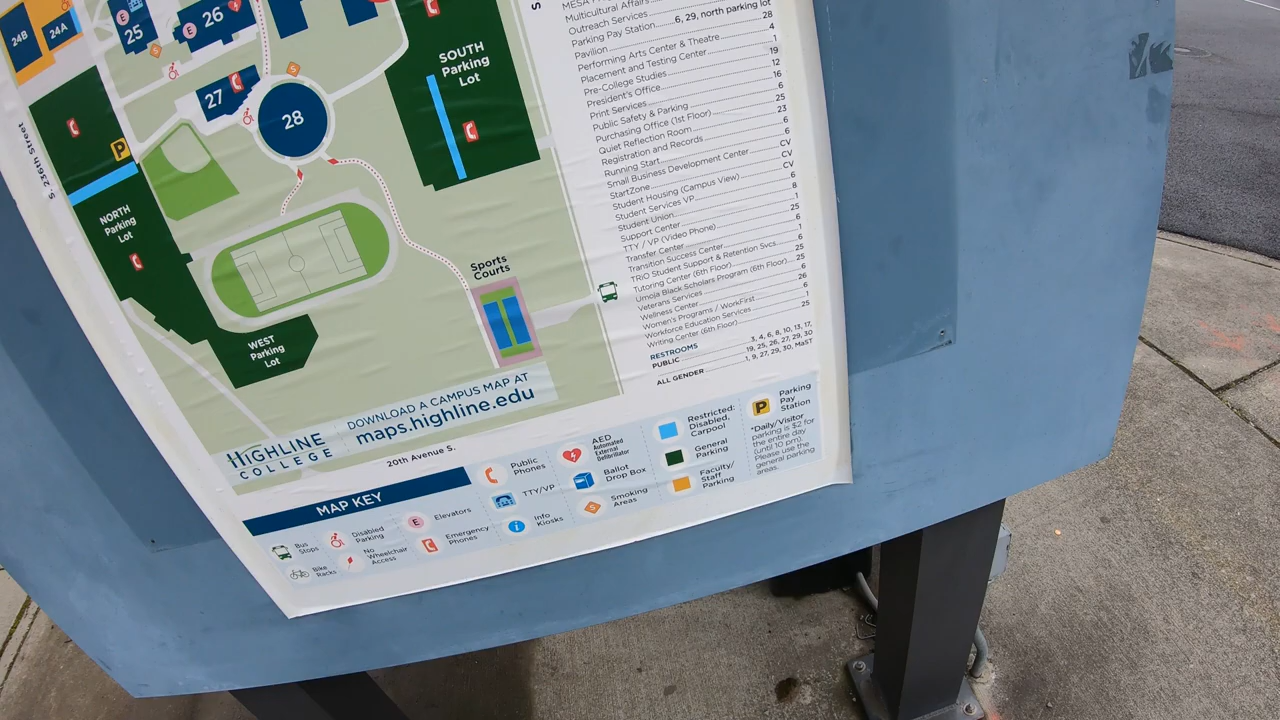 MESA
Multicultural Affairs
Outreach Services
Parking Pay Station 6, 29, north parking lot
Pavilion 28
Performing Arts Center & Theatre 4
Placement and Testing Center 1
Pre-College Studies 19
President's Office 12
Print Services 16
Public Safety & Parking 6
Purchasing Office (1st Floor) 25
Quiet Reflection Room 23
Registration and Records 6
Running Start 6
Small Business Development Center CV
StartZone CV
Student Housing (Campus View) CV
Student Services VP 6
Student Union 8
Support Center 1
TTY / VP (Video Phone) 25
Transfer Center 6
Transition Success Center 1
TRiO Student Support & Retention Svcs 6
Tutoring Center (6th Floor) 25
Umoja Black Scholars Program (6th Floor) 25
Veterans Services 6
Wellness Center 26
Women's Programs / WorkFirst 6
Workforce Education Services 1
Writing Center (6th Floor) 25
RESTROOMS
PUBLIC 3, 4, 6, 8, 10, 13, 17,
19, 25, 26, 27, 29, 30
ALL GENDER 1, 9, 27, 29, 30, MaST
24B
24A
25
26
27
28
S. 236th Street
SOUTH
Parking
Lot
P
NORTH
Parking
Lot
WEST
Parking
Lot
Sports
Courts
HIGHLINE
COLLEGE
DOWNLOAD A CAMPUS MAP AT
maps.highline.edu
20th Avenue S.
MAP KEY
Bus
Stops
Bike
Racks
Disabled
Parking
No
Wheelchair
Access
E
Elevators
Emergency
Phones
Public
Phones
TTY/VP
Info
Kiosks
AED
Automated
External
Defibrillator
Ballot
Drop Box
S
Smoking
Areas
Restricted:
Disabled,
Carpool
General
Parking
Faculty/
Staff
Parking
P
Parking
Pay
Station
*Daily/Visitor
parking is $2 for
the entire day
(until 10 pm).
Please use the
general parking
areas.